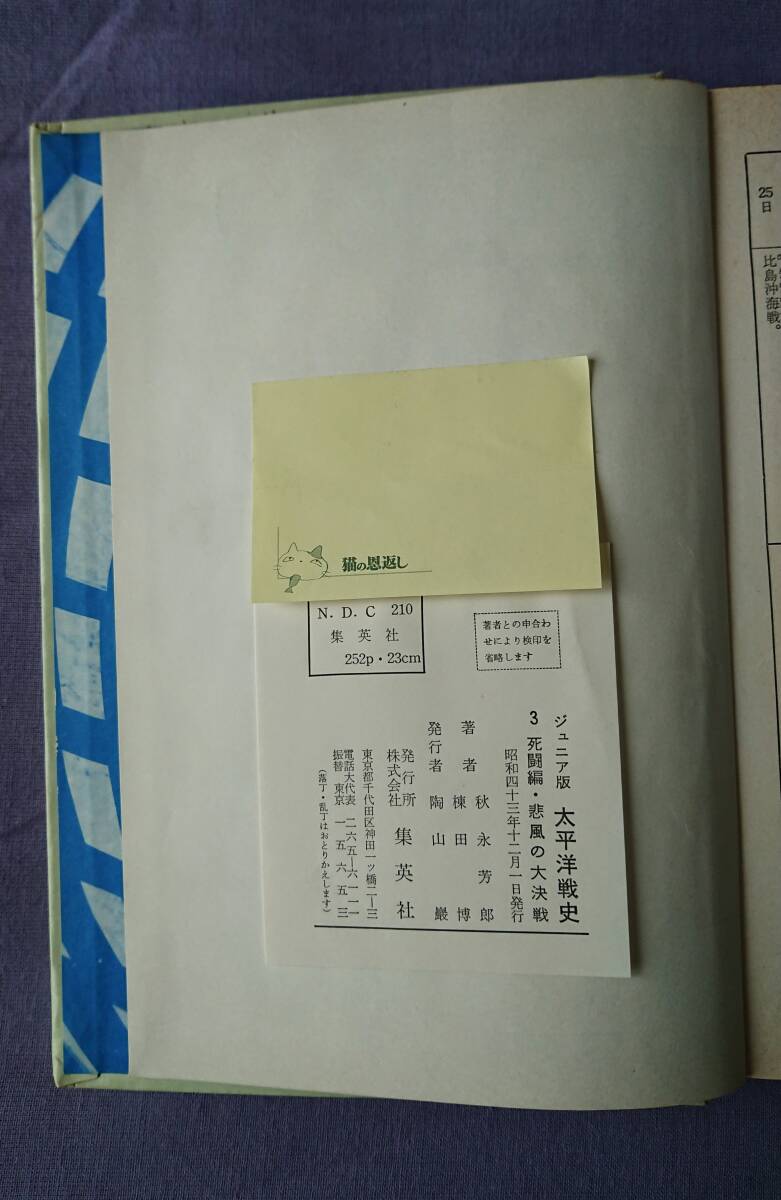 猫の恩返し
N. D. C 210
集英社
252p・23cm
著者との申合わ
せにより検印を
省略します
ジュニア版 太平洋戦史
3 死闘編・悲風の大決戦
昭和四十三年十二月一日発行
著者 秋永芳郎
棟田博
発行者 陶山巖
発行所 株式会社 集英社
東京都千代田区神田一ッ橋二—三
電話大代表 二六五—六一一一
振替 東京 一五六五三
(落丁・乱丁はおとりかえします)
25日
比島沖海戦。